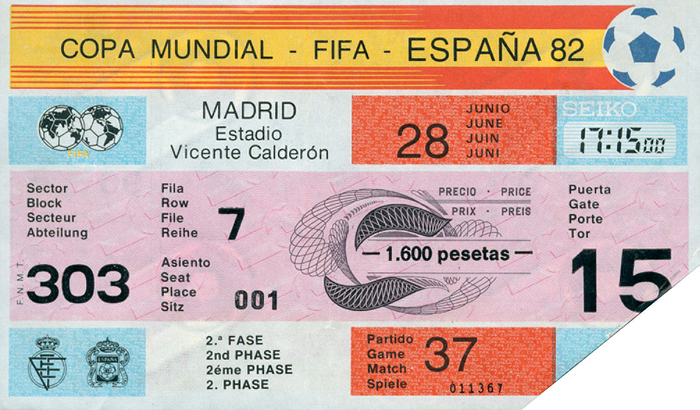 COPA MUNDIAL - FIFA - ESPAÑA 82
FIFA
MADRID
Estadio
Vicente Calderón
28
JUNIO
JUNE
JUIN
JUNI
SEIKO
17:15 00
Sector
Block
Secteur
Abteilung
303
F.N.M.T.
Fila
Row
File
Reihe
7
Asiento
Seat
Place
Sitz
001
PRECIO · PRICE
PRIX · PREIS
1.600 pesetas
Puerta
Gate
Porte
Tor
15
ESPAÑA
2.ª FASE
2nd PHASE
2éme PHASE
2. PHASE
Partido
Game
Match
Spiele
37
011367